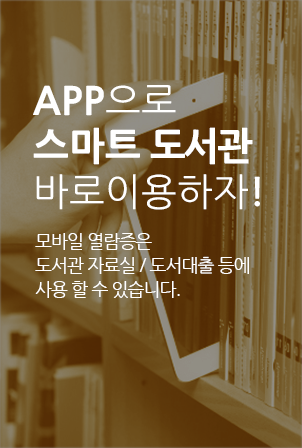 APP으로
스마트 도서관
바로이용하자!
모바일 열람증은
도서관 자료실 / 도서대출 등에
사용 할 수 있습니다.